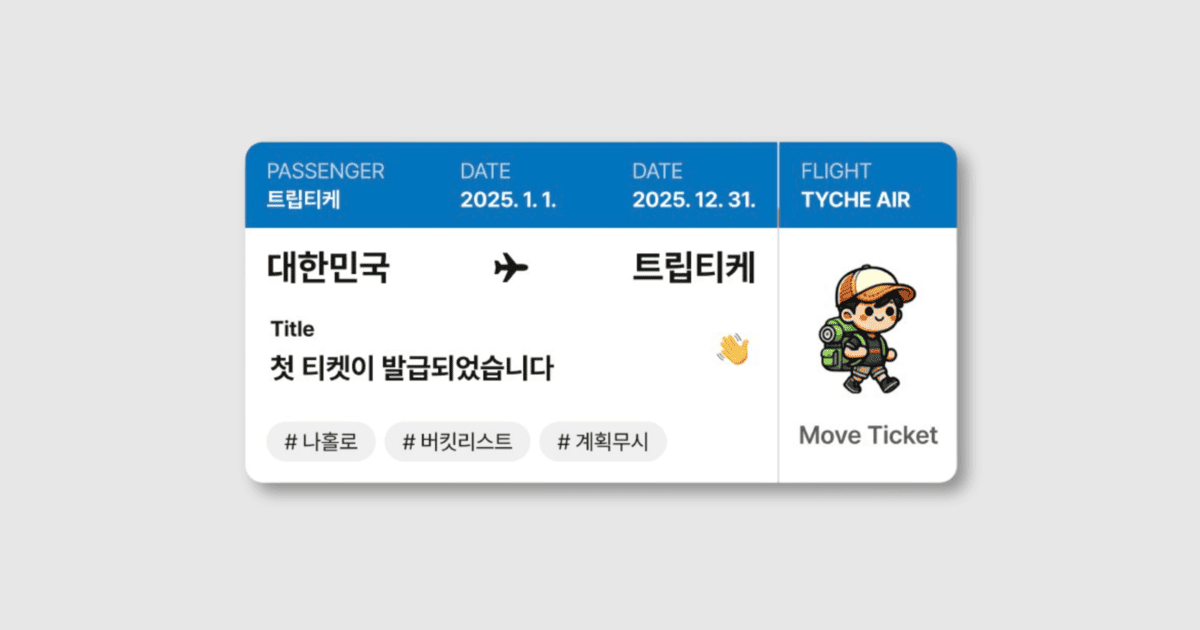 PASSENGER DATE DATE FLIGHT
트립티케 2025. 1. 1. 2025. 12. 31. TYCHE AIR
대한민국 트립티케
Title
첫 티켓이 발급되었습니다
# 나홀로 # 버킷리스트 # 계획무시
Move Ticket